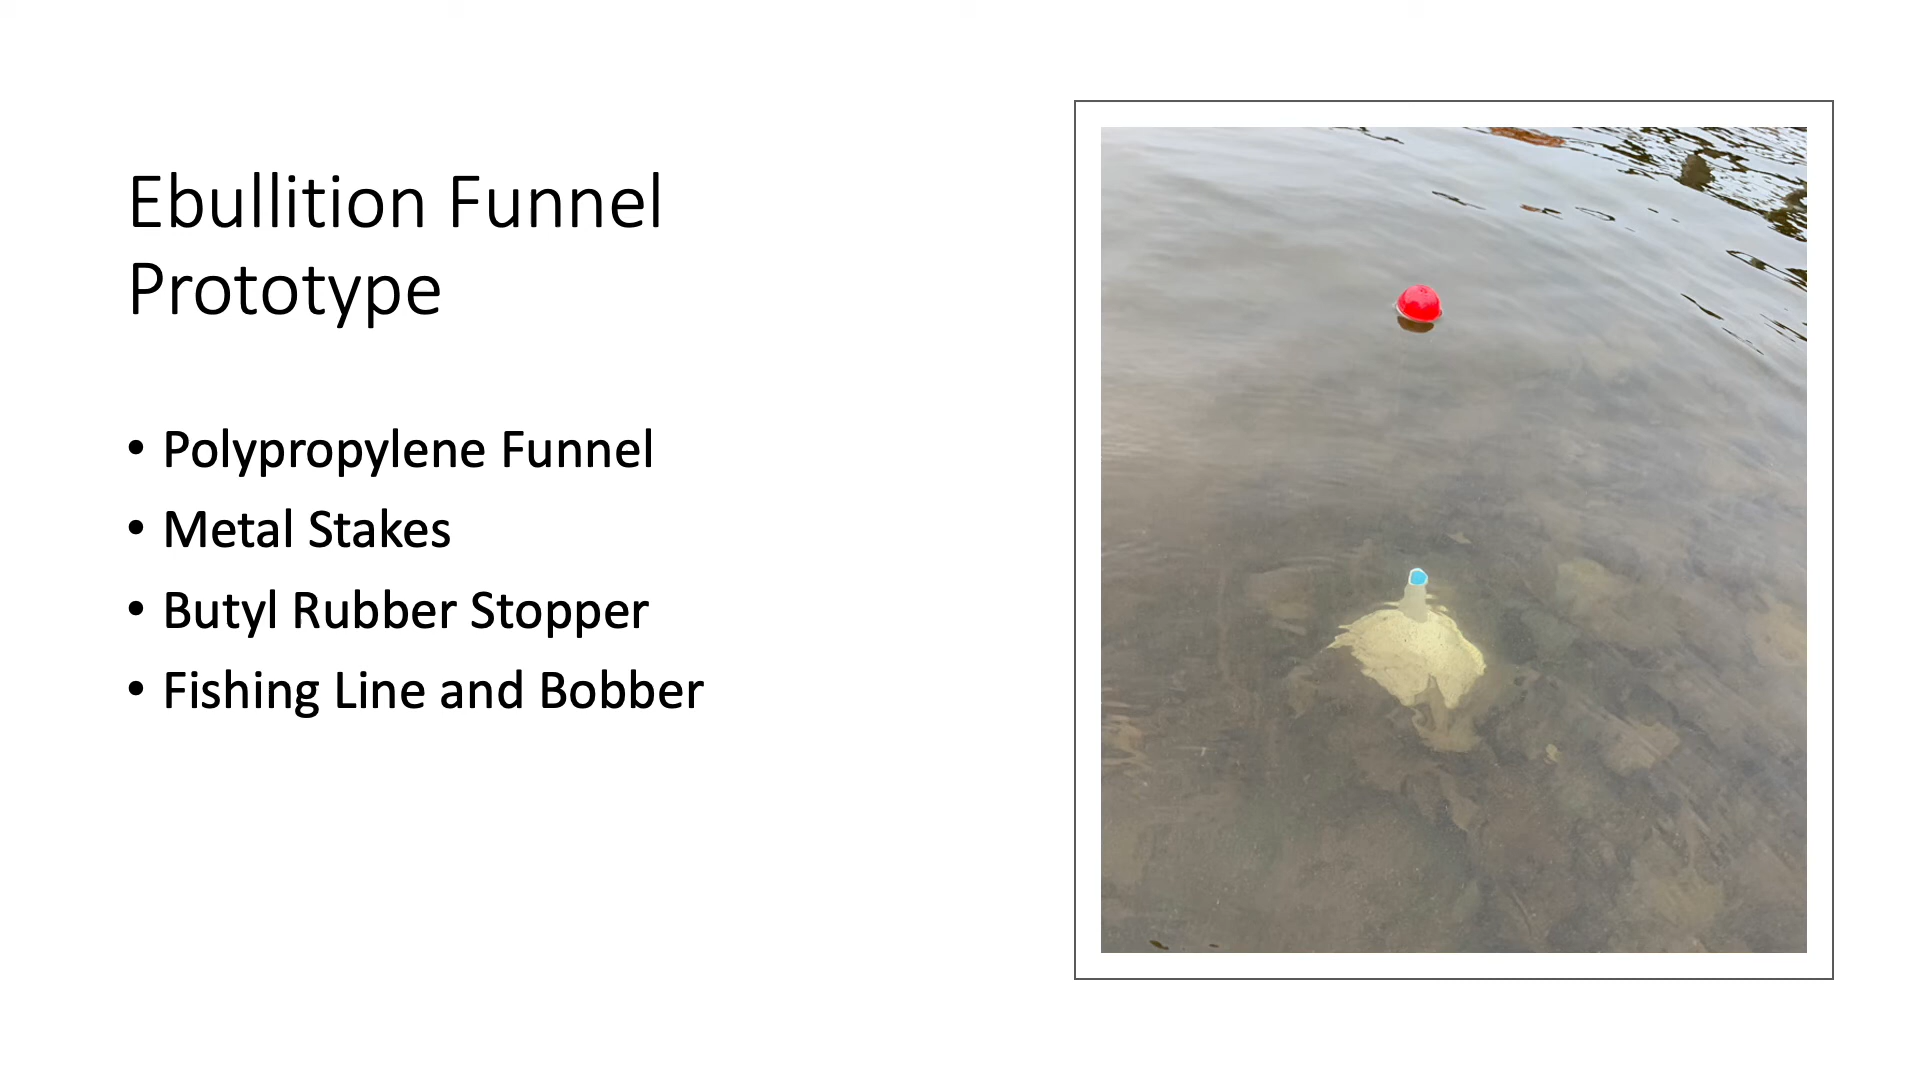 Ebullition Funnel
Prototype
• Polypropylene Funnel
• Metal Stakes
• Butyl Rubber Stopper
• Fishing Line and Bobber